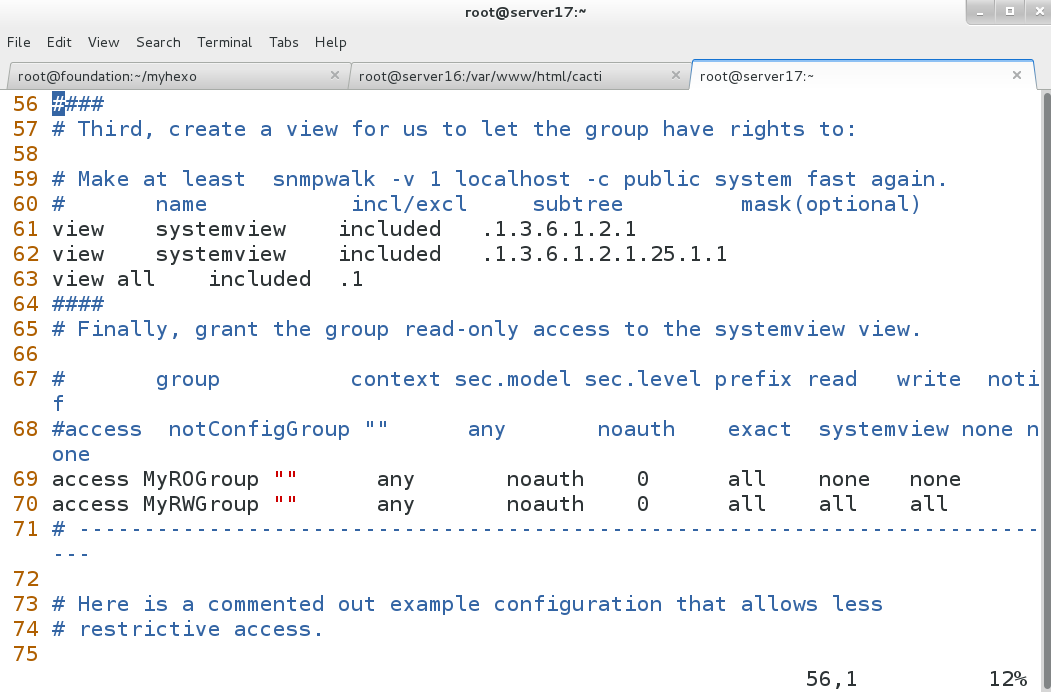 root@server17:~
File Edit View Search Terminal Tabs Help
root@foundation:~/myhexo × root@server16:/var/www/html/cacti × root@server17:~ ×
56 ####
57 # Third, create a view for us to let the group have rights to:
58
59 # Make at least  snmpwalk -v 1 localhost -c public system fast again.
60 #       name           incl/excl     subtree         mask(optional)
61 view    systemview    included   .1.3.6.1.2.1
62 view    systemview    included   .1.3.6.1.2.1.25.1.1
63 view all    included  .1
64 ####
65 # Finally, grant the group read-only access to the systemview view.
66
67 #       group          context sec.model sec.level prefix read   write  noti
f
68 #access  notConfigGroup ""      any       noauth    exact  systemview none n
one
69 access MyROGroup ""      any       noauth    0      all    none   none
70 access MyRWGroup ""      any       noauth    0      all    all    all
71 # --------------------------------------------------------------------------
---
72
73 # Here is a commented out example configuration that allows less
74 # restrictive access.
75
56,1 12%